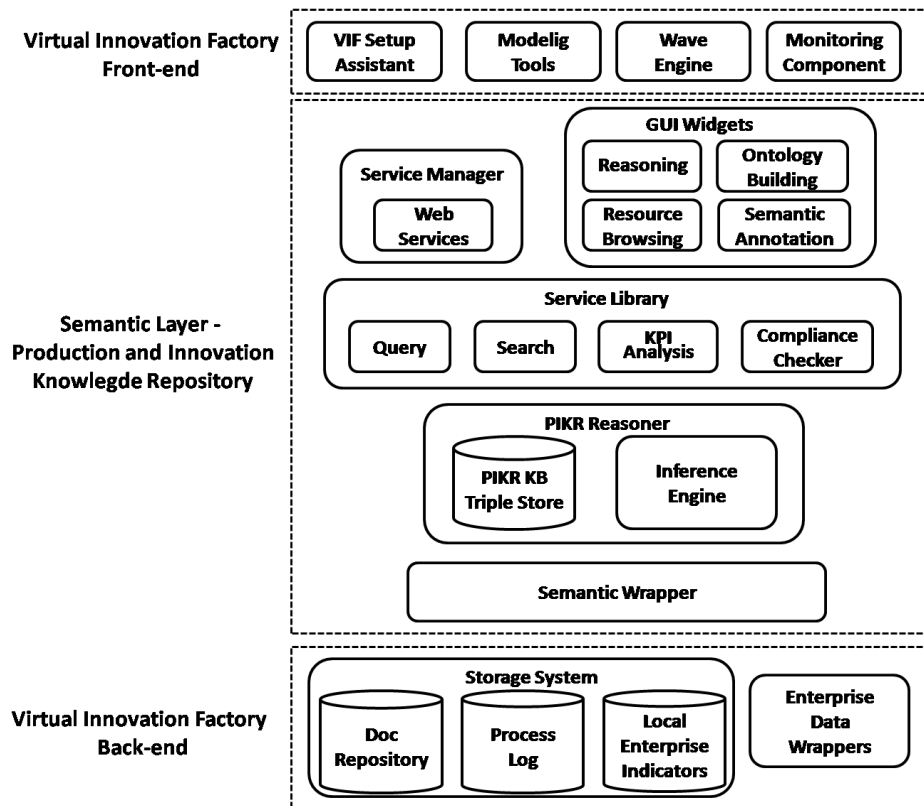 Virtual Innovation Factory
Front-end
VIF Setup
Assistant
Modelig
Tools
Wave
Engine
Monitoring
Component
Semantic Layer -
Production and Innovation
Knowlegde Repository
GUI Widgets
Reasoning
Ontology
Building
Resource
Browsing
Semantic
Annotation
Service Manager
Web
Services
Service Library
Query
Search
KPI
Analysis
Compliance
Checker
PIKR Reasoner
PIKR KB
Triple Store
Inference
Engine
Semantic Wrapper
Virtual Innovation Factory
Back-end
Storage System
Doc
Repository
Process
Log
Local
Enterprise
Indicators
Enterprise
Data
Wrappers